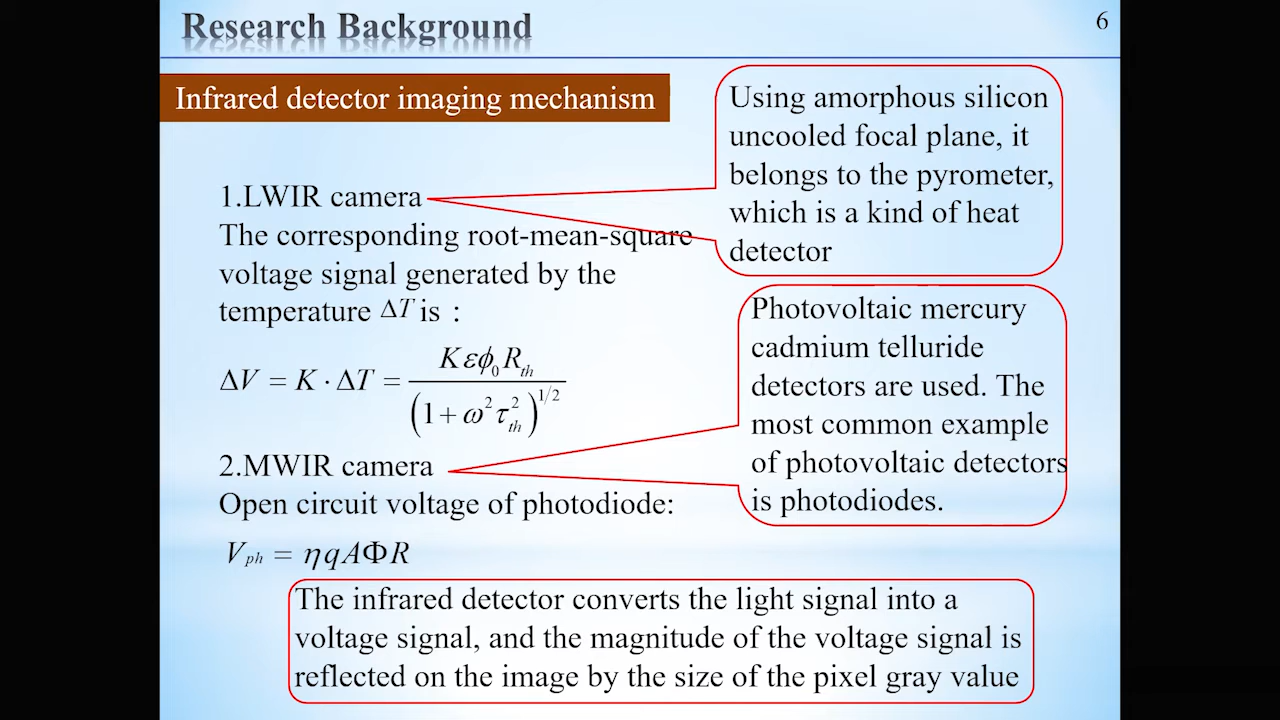 Research Background
6
Infrared detector imaging mechanism
Using amorphous silicon
uncooled focal plane, it
belongs to the pyrometer,
which is a kind of heat
detector
1.LWIR camera
The corresponding root-mean-square
voltage signal generated by the
temperature ΔT is :
ΔV = K · ΔT = Kεϕ₀R_th / (1 + ω² τ_th²)^1/2
Photovoltaic mercury
cadmium telluride
detectors are used. The
most common example
of photovoltaic detectors
is photodiodes.
2.MWIR camera
Open circuit voltage of photodiode:
V_ph = ηqAΦR
The infrared detector converts the light signal into a
voltage signal, and the magnitude of the voltage signal is
reflected on the image by the size of the pixel gray value